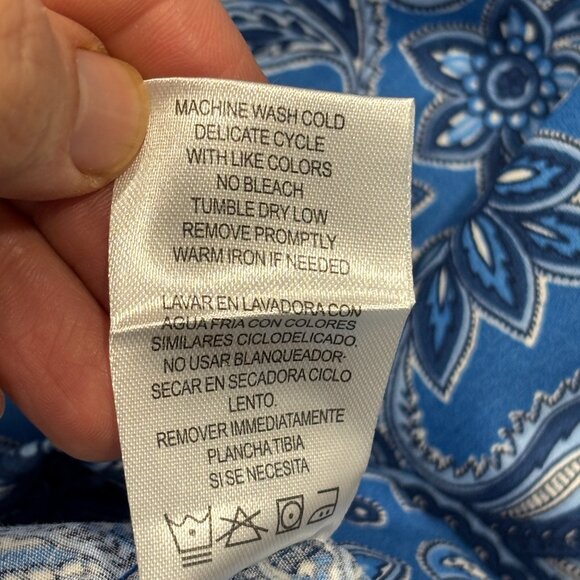 MACHINE WASH COLD
DELICATE CYCLE
WITH LIKE COLORS
NO BLEACH
TUMBLE DRY LOW
REMOVE PROMPTLY
WARM IRON IF NEEDED
LAVAR EN LAVADORA CON
AGUA FRIA CON COLORES
SIMILARES CICLODELICADO.
NO USAR BLANQUEADOR-
SECAR EN SECADORA CICLO
LENTO.
REMOVER IMMEDIATAMENTE
PLANCHA TIBIA
SI SE NECESITA